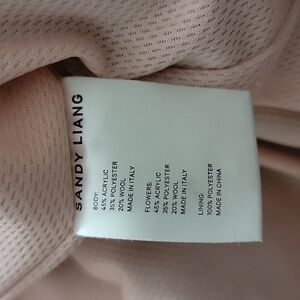 SANDY LIANG
BODY:
45% ACRYLIC
35% POLYESTER
20% WOOL
MADE IN ITALY
FLOWERS:
45% ACRYLIC
35% POLYESTER
20% WOOL
MADE IN ITALY
LINING:
100% POLYESTER
MADE IN CHINA